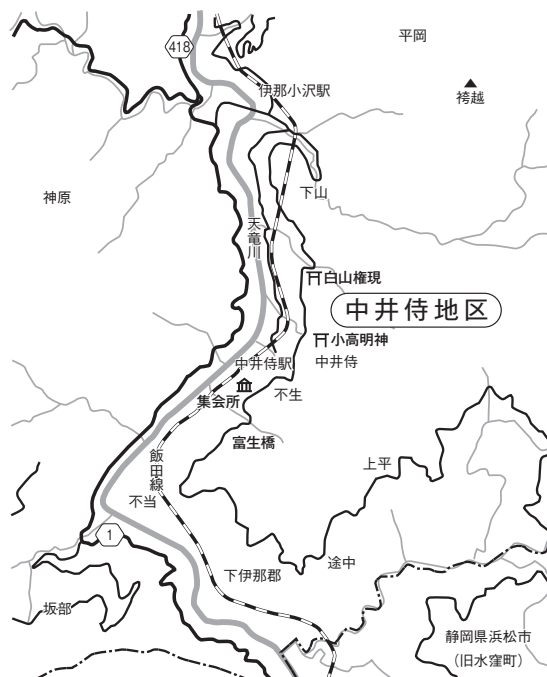 平岡
418
伊那小沢駅
袴越
下山
神原
天竜川
白山権現
中井侍地区
小高明神
中井侍駅
中井侍
集会所
不生
富生橋
飯田線
上平
不当
1
下伊那郡
途中
坂部
静岡県浜松市
（旧水窪町）